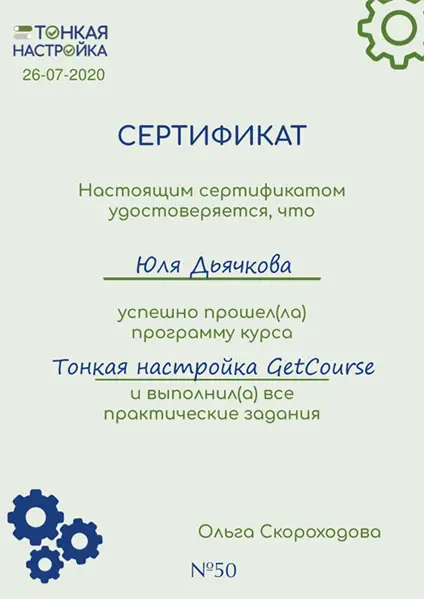 ТОНКАЯ
НАСТРОЙКА
26-07-2020
СЕРТИФИКАТ
Настоящим сертификатом
удостоверяется, что
Юля Дьячкова
успешно прошел(ла)
программу курса
Тонкая настройка GetCourse
и выполнил(а) все
практические задания
Ольга Скороходова
№50